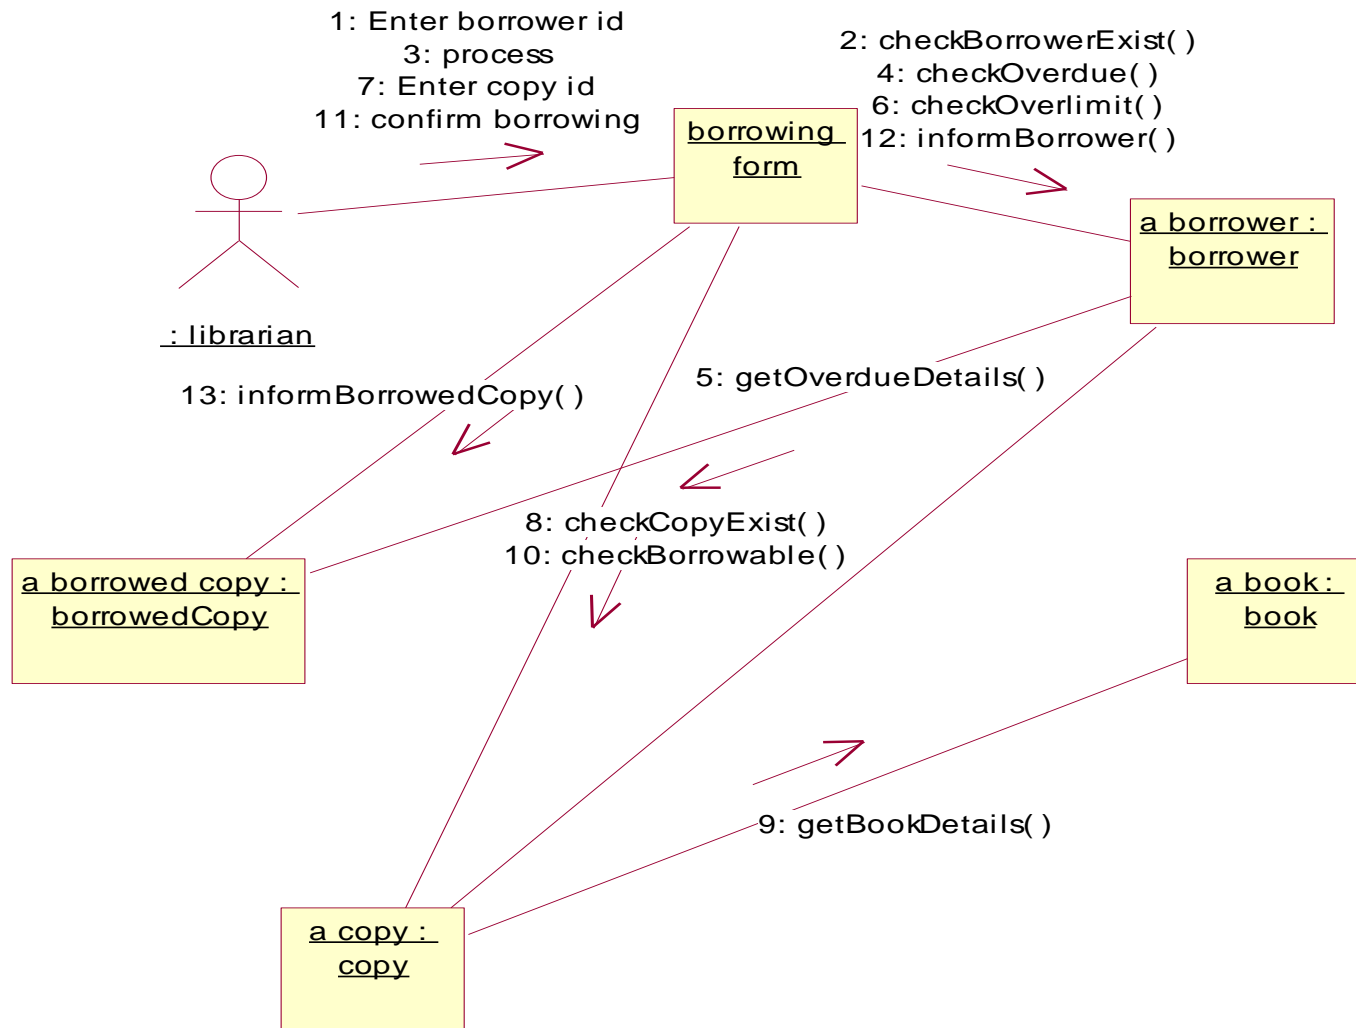 1: Enter borrower id
3: process
7: Enter copy id
11: confirm borrowing
2: checkBorrowerExist( )
4: checkOverdue( )
6: checkOverlimit( )
12: informBorrower( )
borrowing
form
a borrower :
borrower
: librarian
13: informBorrowedCopy( )
5: getOverdueDetails( )
8: checkCopyExist( )
10: checkBorrowable( )
a borrowed copy :
borrowedCopy
a book :
book
9: getBookDetails( )
a copy :
copy